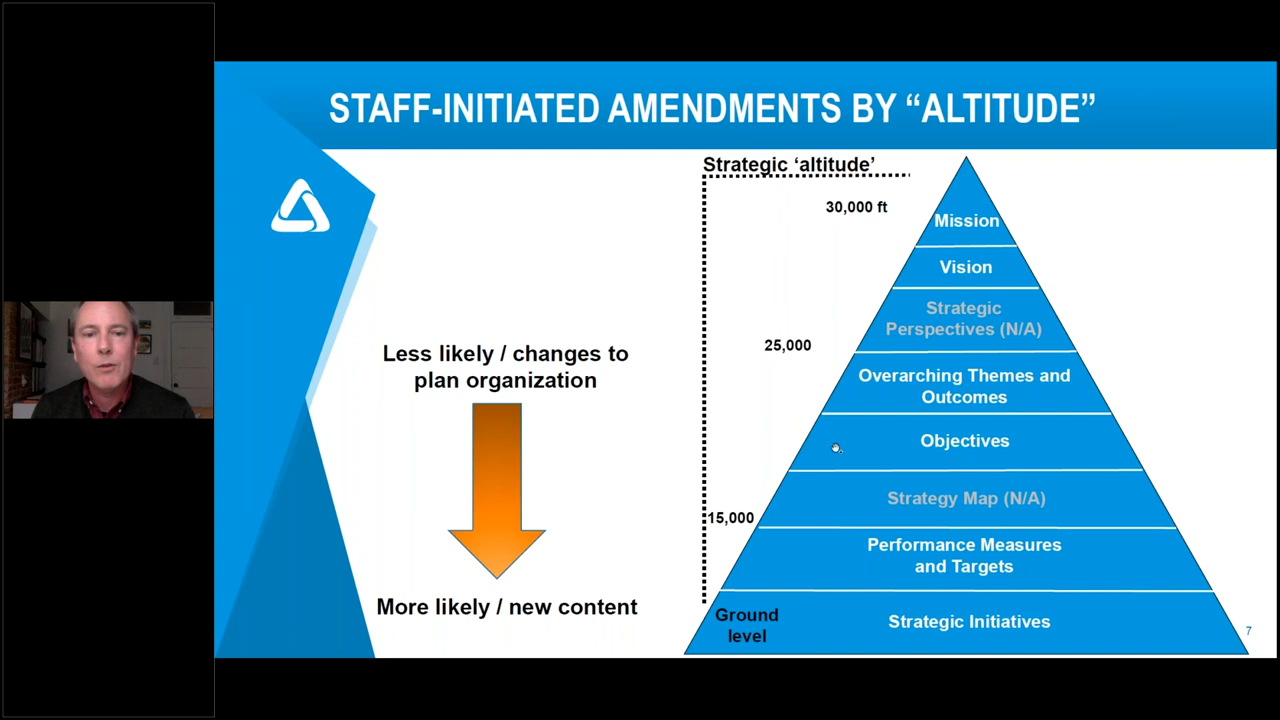 STAFF-INITIATED AMENDMENTS BY “ALTITUDE”
Strategic ‘altitude’
30,000 ft
25,000
15,000
Ground
level
Mission
Vision
Strategic
Perspectives (N/A)
Overarching Themes and
Outcomes
Objectives
Strategy Map (N/A)
Performance Measures
and Targets
Strategic Initiatives
Less likely / changes to
plan organization
More likely / new content
7